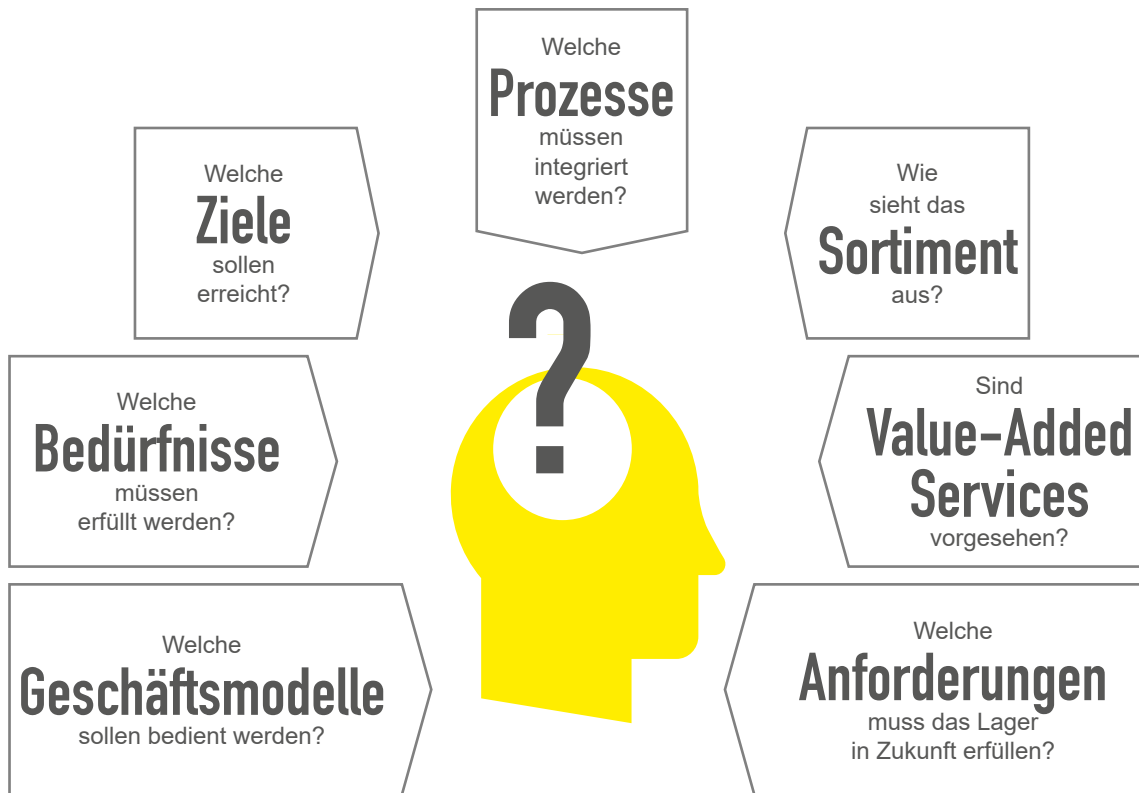 Welche
Prozesse
müssen
integriert
werden?
Welche
Ziele
sollen
erreicht?
Wie
sieht das
Sortiment
aus?
Welche
Bedürfnisse
müssen
erfüllt werden?
?
Sind
Value-Added
Services
vorgesehen?
Welche
Geschäftsmodelle
sollen bedient werden?
Welche
Anforderungen
muss das Lager
in Zukunft erfüllen?